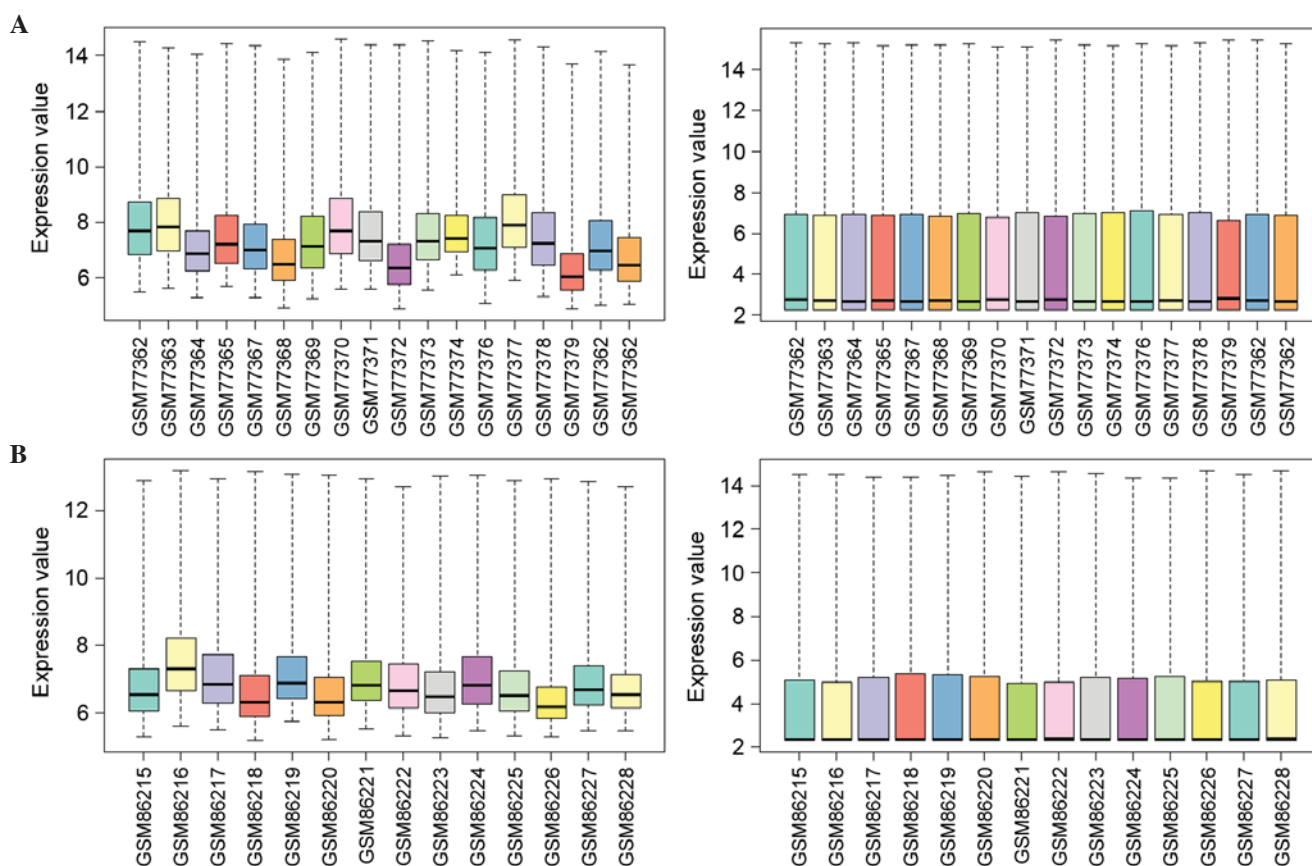 A
Expression value
14
12
10
8
6
GSM77362
GSM77363
GSM77364
GSM77365
GSM77367
GSM77368
GSM77369
GSM77370
GSM77371
GSM77372
GSM77373
GSM77374
GSM77376
GSM77377
GSM77378
GSM77379
GSM77362
GSM77362
Expression value
14
12
10
8
6
4
2
GSM77362
GSM77363
GSM77364
GSM77365
GSM77367
GSM77368
GSM77369
GSM77370
GSM77371
GSM77372
GSM77373
GSM77374
GSM77376
GSM77377
GSM77378
GSM77379
GSM77362
GSM77362
B
Expression value
12
10
8
6
GSM86215
GSM86216
GSM86217
GSM86218
GSM86219
GSM86220
GSM86221
GSM86222
GSM86223
GSM86224
GSM86225
GSM86226
GSM86227
GSM86228
Expression value
14
12
10
8
6
4
2
GSM86215
GSM86216
GSM86217
GSM86218
GSM86219
GSM86220
GSM86221
GSM86222
GSM86223
GSM86224
GSM86225
GSM86226
GSM86227
GSM86228